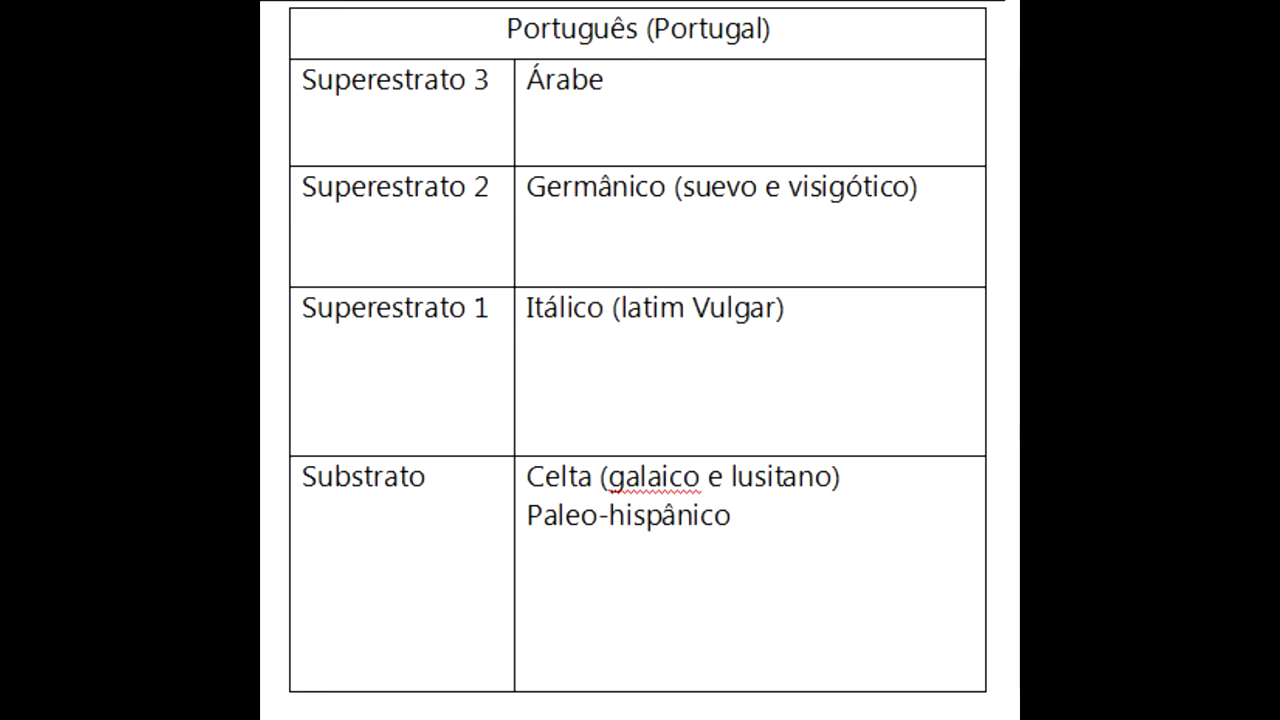 Português (Portugal)
Superestrato 3 Árabe
Superestrato 2 Germânico (suevo e visigótico)
Superestrato 1 Itálico (latim Vulgar)
Substrato Celta (galaico e lusitano)
Paleo-hispânico